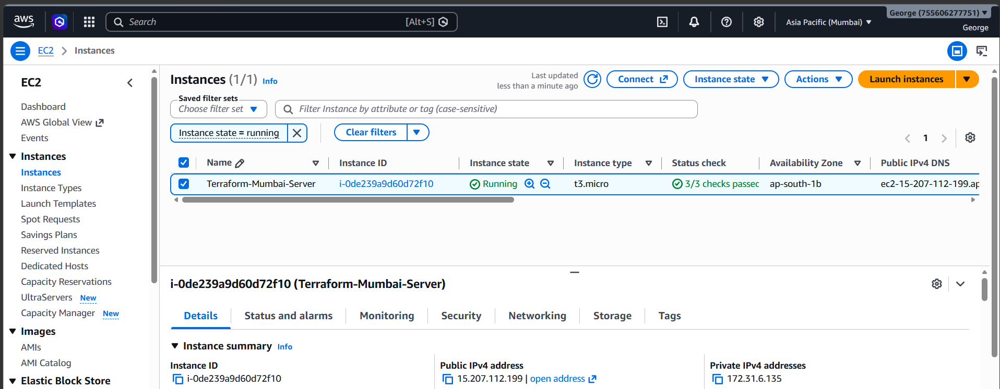 aws
Search [Alt+S]
Asia Pacific (Mumbai)
George (755606277751)
George
EC2 Instances
EC2
Dashboard
AWS Global View
Events
Instances
Instances
Instance Types
Launch Templates
Spot Requests
Savings Plans
Reserved Instances
Dedicated Hosts
Capacity Reservations
UltraServers New
Capacity Manager New
Images
AMIs
AMI Catalog
Elastic Block Store
Instances (1/1) Info
Last updated
less than a minute ago
Connect
Instance state
Actions
Launch instances
Saved filter sets
Choose filter set
Filter Instance by attribute or tag (case-sensitive)
Instance state = running
Clear filters
1
Name Instance ID Instance state Instance type Status check Availability Zone Public IPv4 DNS
Terraform-Mumbai-Server i-0de239a9d60d72f10 Running t3.micro 3/3 checks passec ap-south-1b ec2-15-207-112-199.ap
i-0de239a9d60d72f10 (Terraform-Mumbai-Server)
Details Status and alarms Monitoring Security Networking Storage Tags
Instance summary Info
Instance ID
i-0de239a9d60d72f10
Public IPv4 address
15.207.112.199 | open address
Private IPv4 addresses
172.31.6.135